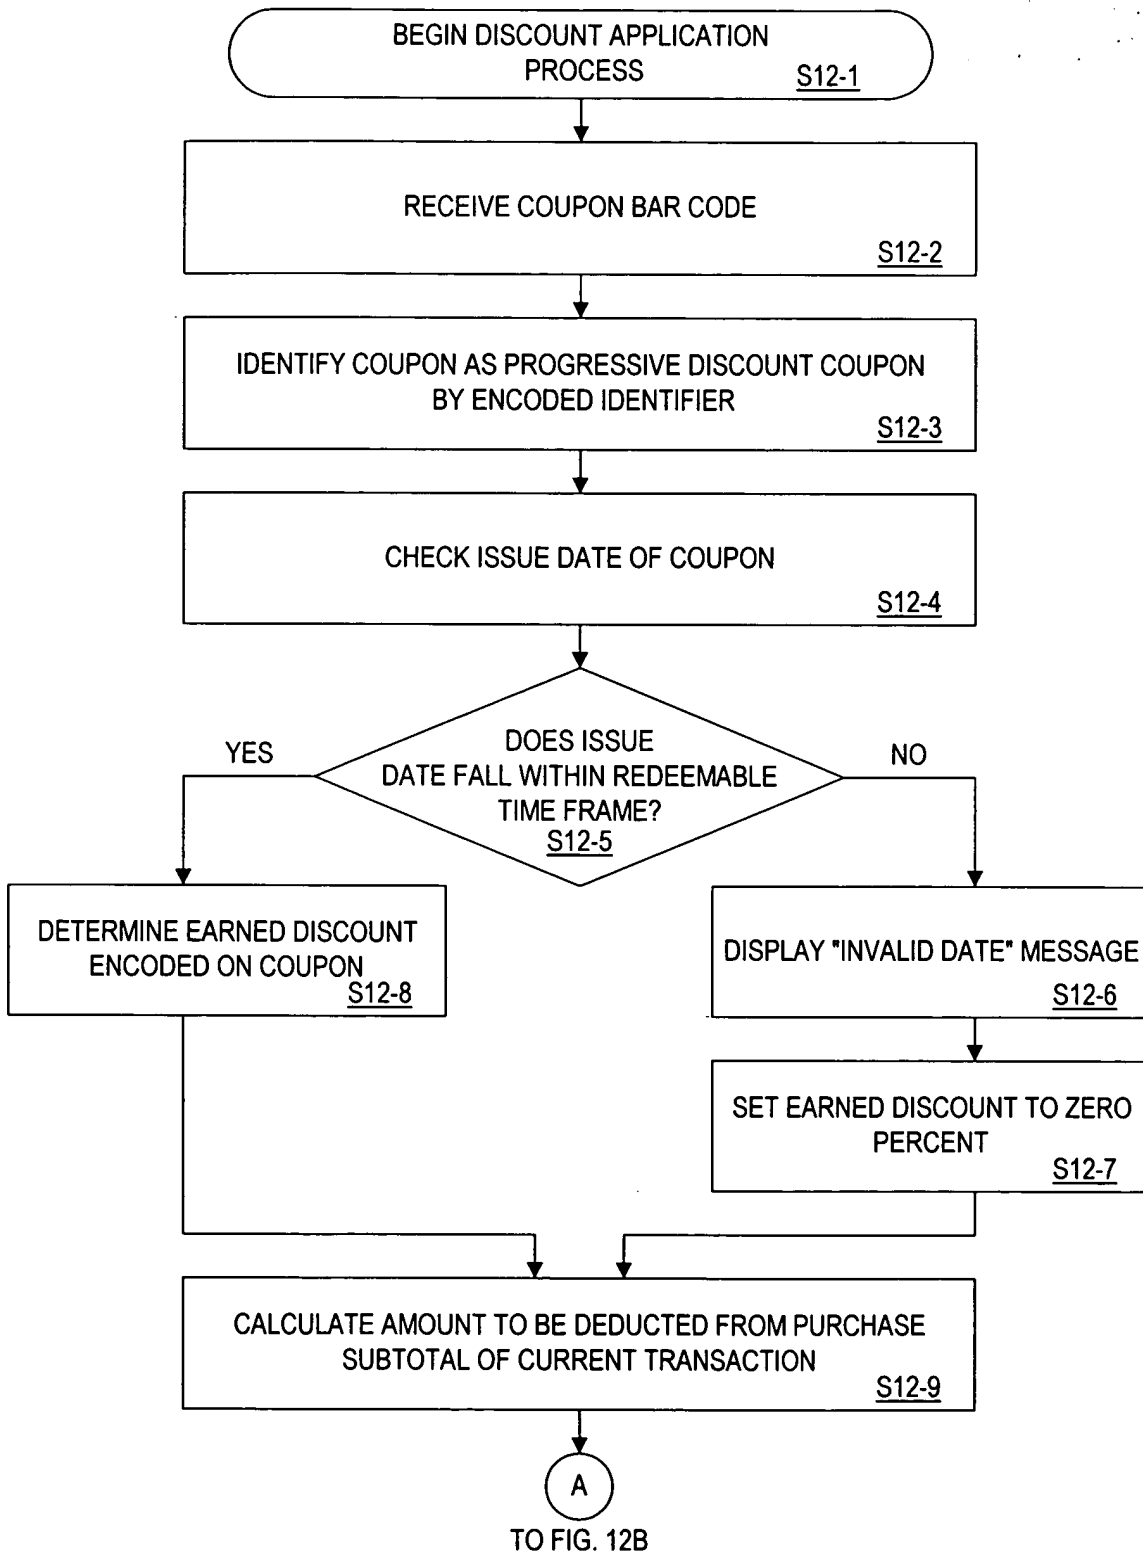 BEGIN DISCOUNT APPLICATION
PROCESS
S12-1
RECEIVE COUPON BAR CODE
S12-2
IDENTIFY COUPON AS PROGRESSIVE DISCOUNT COUPON
BY ENCODED IDENTIFIER
S12-3
CHECK ISSUE DATE OF COUPON
S12-4
YES
DOES ISSUE
DATE FALL WITHIN REDEEMABLE
TIME FRAME?
S12-5
NO
DETERMINE EARNED DISCOUNT
ENCODED ON COUPON
S12-8
DISPLAY "INVALID DATE" MESSAGE
S12-6
SET EARNED DISCOUNT TO ZERO
PERCENT
S12-7
CALCULATE AMOUNT TO BE DEDUCTED FROM PURCHASE
SUBTOTAL OF CURRENT TRANSACTION
S12-9
A
TO FIG. 12B